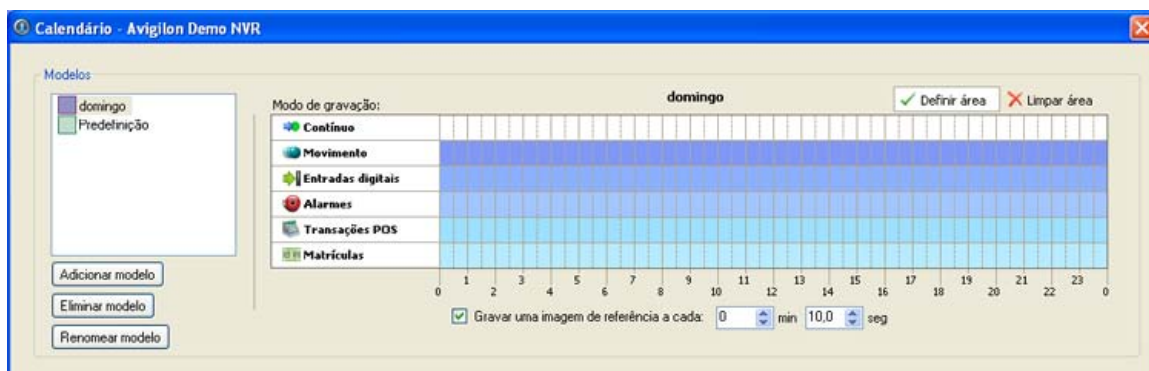 Calendário - Avigilon Demo NVR
Modelos
domingo
Predefinição
Adicionar modelo
Eliminar modelo
Renomear modelo
Modo de gravação:
domingo
Definir área
Limpar área
Contínuo
Movimento
Entradas digitais
Alarmes
Transações POS
Matrículas
1 3 5 7 9 11 13 15 17 19 21 23
0 2 4 6 8 10 12 14 16 18 20 22 0
Gravar uma imagem de referência a cada: 0 min 10,0 seg